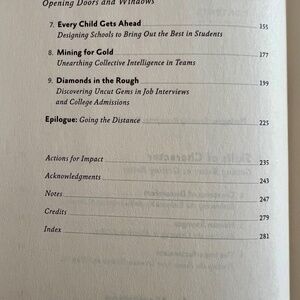 Opening Doors and Windows
7. Every Child Gets Ahead 155
Designing Schools to Bring Out the Best in Students
8. Mining for Gold 177
Unearthing Collective Intelligence in Teams
9. Diamonds in the Rough 199
Discovering Uncut Gems in Job Interviews
and College Admissions
Epilogue: Going the Distance 225
Actions for Impact 235
Acknowledgments 243
Notes 247
Credits 279
Index 281
Skills of Character